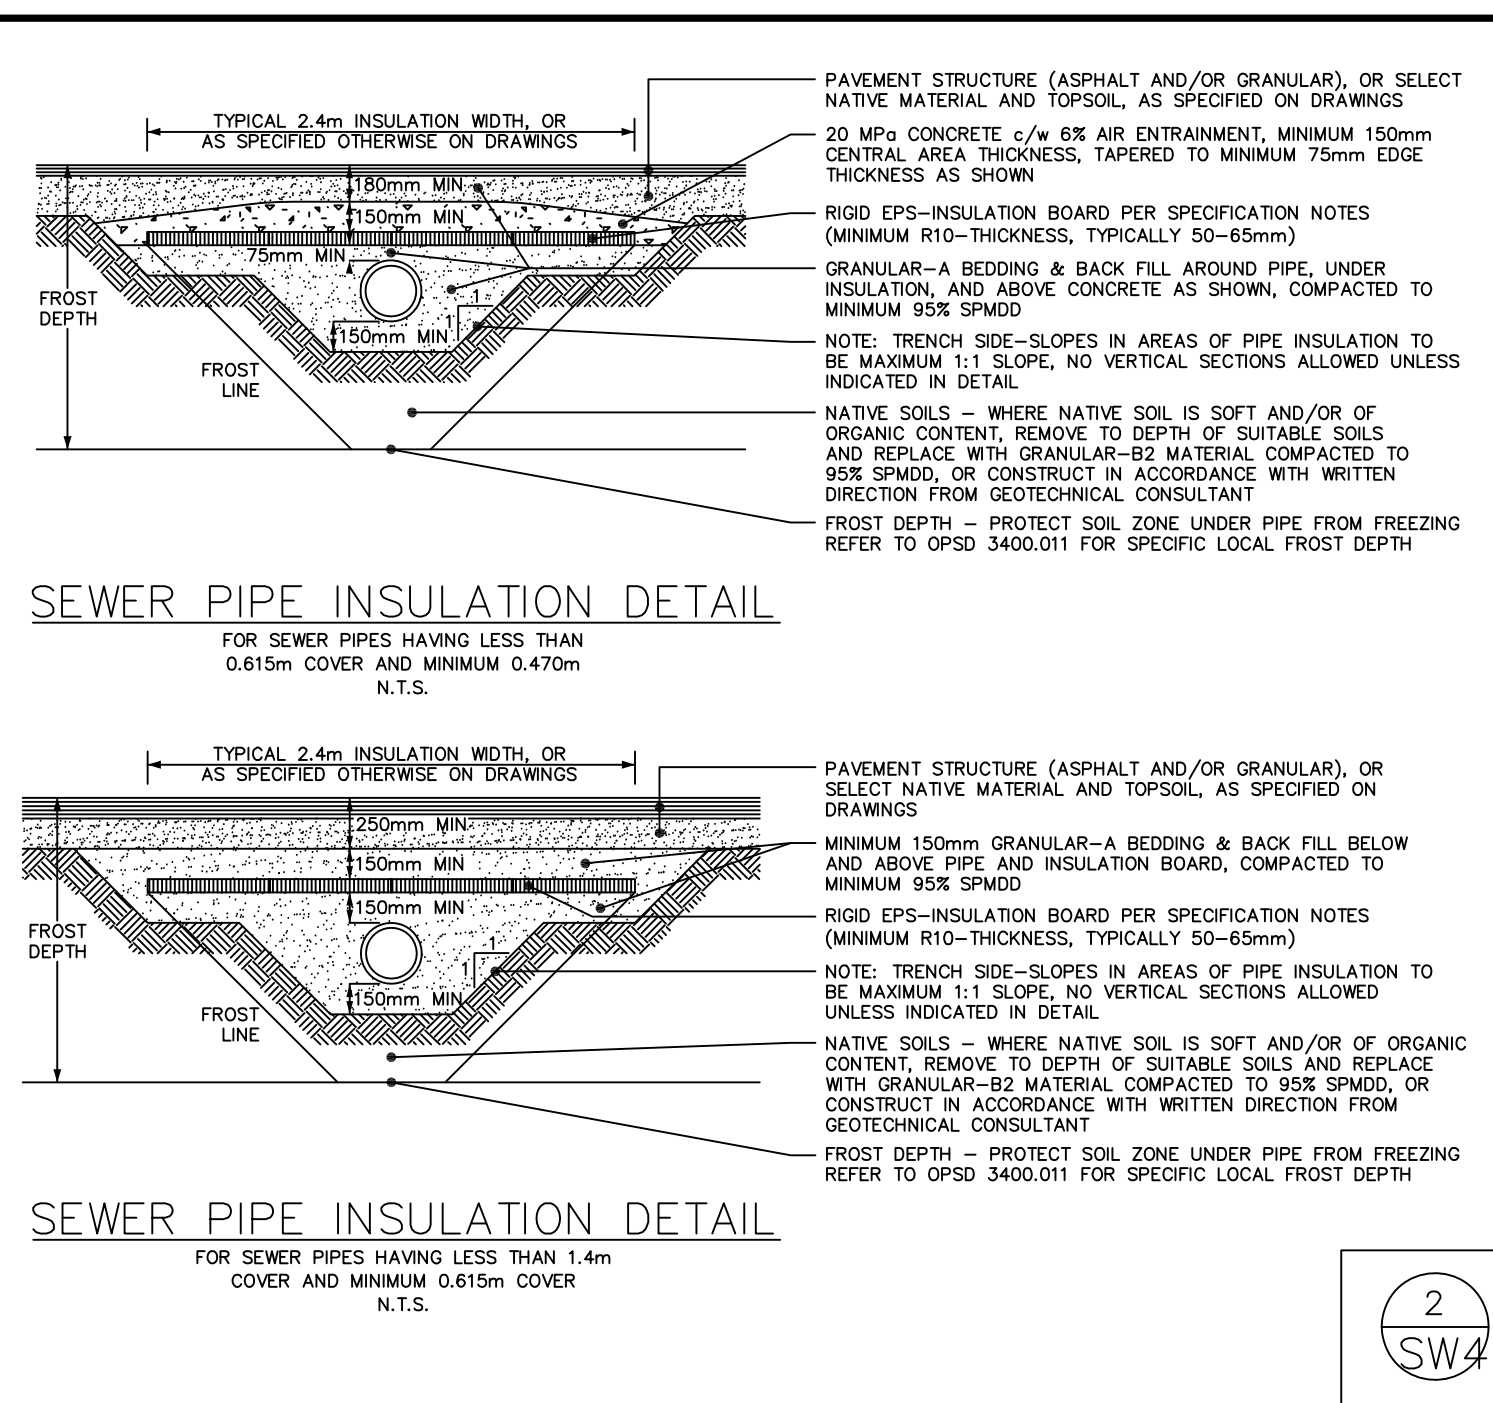 TYPICAL 2.4m INSULATION WIDTH, OR
AS SPECIFIED OTHERWISE ON DRAWINGS
180mm MIN
150mm MIN
75mm MIN
1
1
150mm MIN
FROST
DEPTH
FROST
LINE
PAVEMENT STRUCTURE (ASPHALT AND/OR GRANULAR), OR SELECT
NATIVE MATERIAL AND TOPSOIL, AS SPECIFIED ON DRAWINGS
20 MPa CONCRETE c/w 6% AIR ENTRAINMENT, MINIMUM 150mm
CENTRAL AREA THICKNESS, TAPERED TO MINIMUM 75mm EDGE
THICKNESS AS SHOWN
RIGID EPS-INSULATION BOARD PER SPECIFICATION NOTES
(MINIMUM R10-THICKNESS, TYPICALLY 50-65mm)
GRANULAR-A BEDDING & BACK FILL AROUND PIPE, UNDER
INSULATION, AND ABOVE CONCRETE AS SHOWN, COMPACTED TO
MINIMUM 95% SPMDD
NOTE: TRENCH SIDE-SLOPES IN AREAS OF PIPE INSULATION TO
BE MAXIMUM 1:1 SLOPE, NO VERTICAL SECTIONS ALLOWED UNLESS
INDICATED IN DETAIL
NATIVE SOILS - WHERE NATIVE SOIL IS SOFT AND/OR OF
ORGANIC CONTENT, REMOVE TO DEPTH OF SUITABLE SOILS
AND REPLACE WITH GRANULAR-B2 MATERIAL COMPACTED TO
95% SPMDD, OR CONSTRUCT IN ACCORDANCE WITH WRITTEN
DIRECTION FROM GEOTECHNICAL CONSULTANT
FROST DEPTH - PROTECT SOIL ZONE UNDER PIPE FROM FREEZING
REFER TO OPSD 3400.011 FOR SPECIFIC LOCAL FROST DEPTH
SEWER PIPE INSULATION DETAIL
FOR SEWER PIPES HAVING LESS THAN
0.615m COVER AND MINIMUM 0.470m
N.T.S.
TYPICAL 2.4m INSULATION WIDTH, OR
AS SPECIFIED OTHERWISE ON DRAWINGS
250mm MIN
150mm MIN
150mm MIN
1
1
150mm MIN
FROST
DEPTH
FROST
LINE
PAVEMENT STRUCTURE (ASPHALT AND/OR GRANULAR), OR
SELECT NATIVE MATERIAL AND TOPSOIL, AS SPECIFIED ON
DRAWINGS
MINIMUM 150mm GRANULAR-A BEDDING & BACK FILL BELOW
AND ABOVE PIPE AND INSULATION BOARD, COMPACTED TO
MINIMUM 95% SPMDD
RIGID EPS-INSULATION BOARD PER SPECIFICATION NOTES
(MINIMUM R10-THICKNESS, TYPICALLY 50-65mm)
NOTE: TRENCH SIDE-SLOPES IN AREAS OF PIPE INSULATION TO
BE MAXIMUM 1:1 SLOPE, NO VERTICAL SECTIONS ALLOWED
UNLESS INDICATED IN DETAIL
NATIVE SOILS - WHERE NATIVE SOIL IS SOFT AND/OR OF ORGANIC
CONTENT, REMOVE TO DEPTH OF SUITABLE SOILS AND REPLACE
WITH GRANULAR-B2 MATERIAL COMPACTED TO 95% SPMDD, OR
CONSTRUCT IN ACCORDANCE WITH WRITTEN DIRECTION FROM
GEOTECHNICAL CONSULTANT
FROST DEPTH - PROTECT SOIL ZONE UNDER PIPE FROM FREEZING
REFER TO OPSD 3400.011 FOR SPECIFIC LOCAL FROST DEPTH
SEWER PIPE INSULATION DETAIL
FOR SEWER PIPES HAVING LESS THAN 1.4m
COVER AND MINIMUM 0.615m COVER
N.T.S.
2
SW4